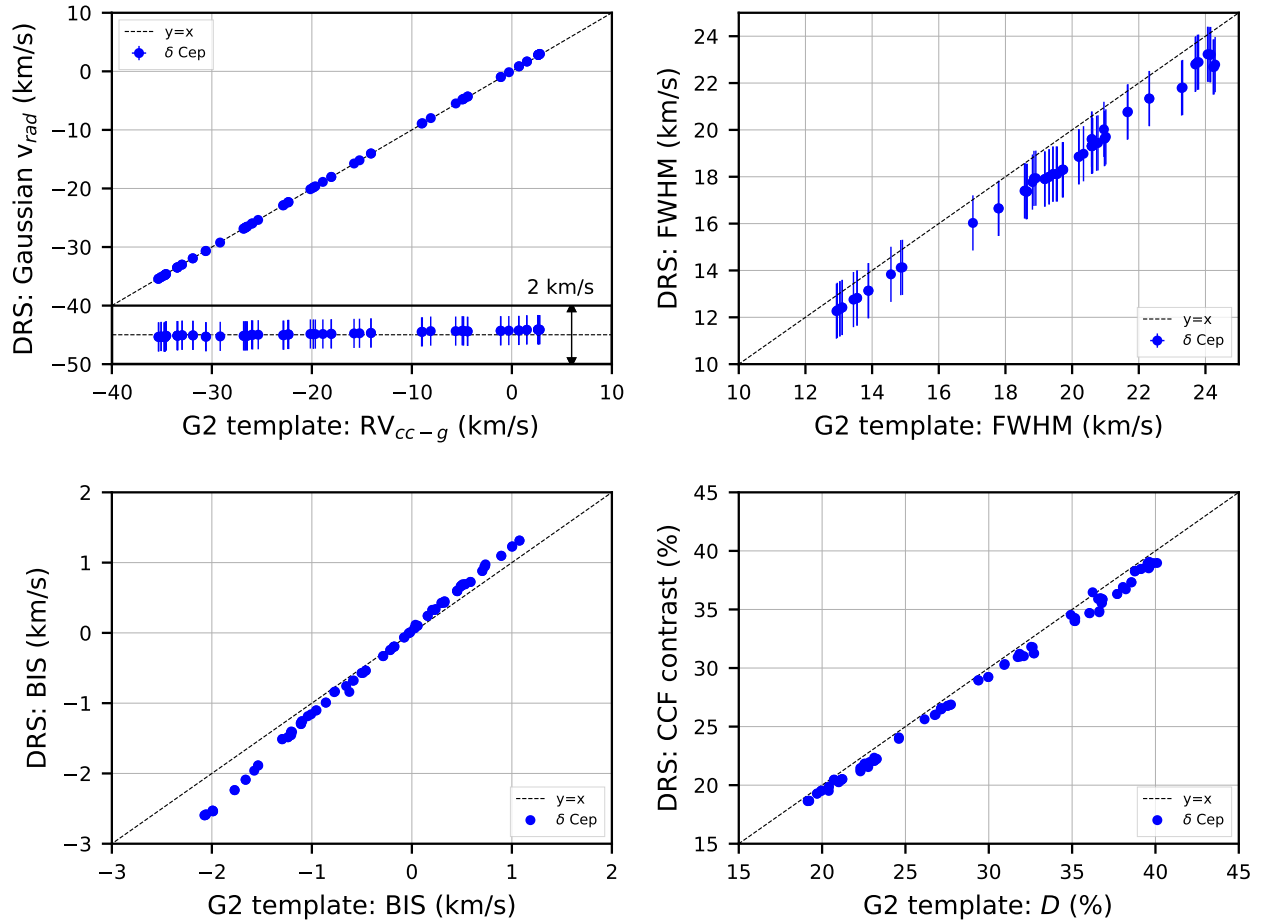 DRS: Gaussian v_rad (km/s)
10
0
−10
−20
−30
−40
−50
y=x
δ Cep
2 km/s
−40 −30 −20 −10 0 10
G2 template: RV_cc−g (km/s)
DRS: FWHM (km/s)
24
22
20
18
16
14
12
10
y=x
δ Cep
10 12 14 16 18 20 22 24
G2 template: FWHM (km/s)
DRS: BIS (km/s)
2
1
0
−1
−2
−3
y=x
δ Cep
−3 −2 −1 0 1 2
G2 template: BIS (km/s)
DRS: CCF contrast (%)
45
40
35
30
25
20
15
y=x
δ Cep
15 20 25 30 35 40 45
G2 template: D (%)